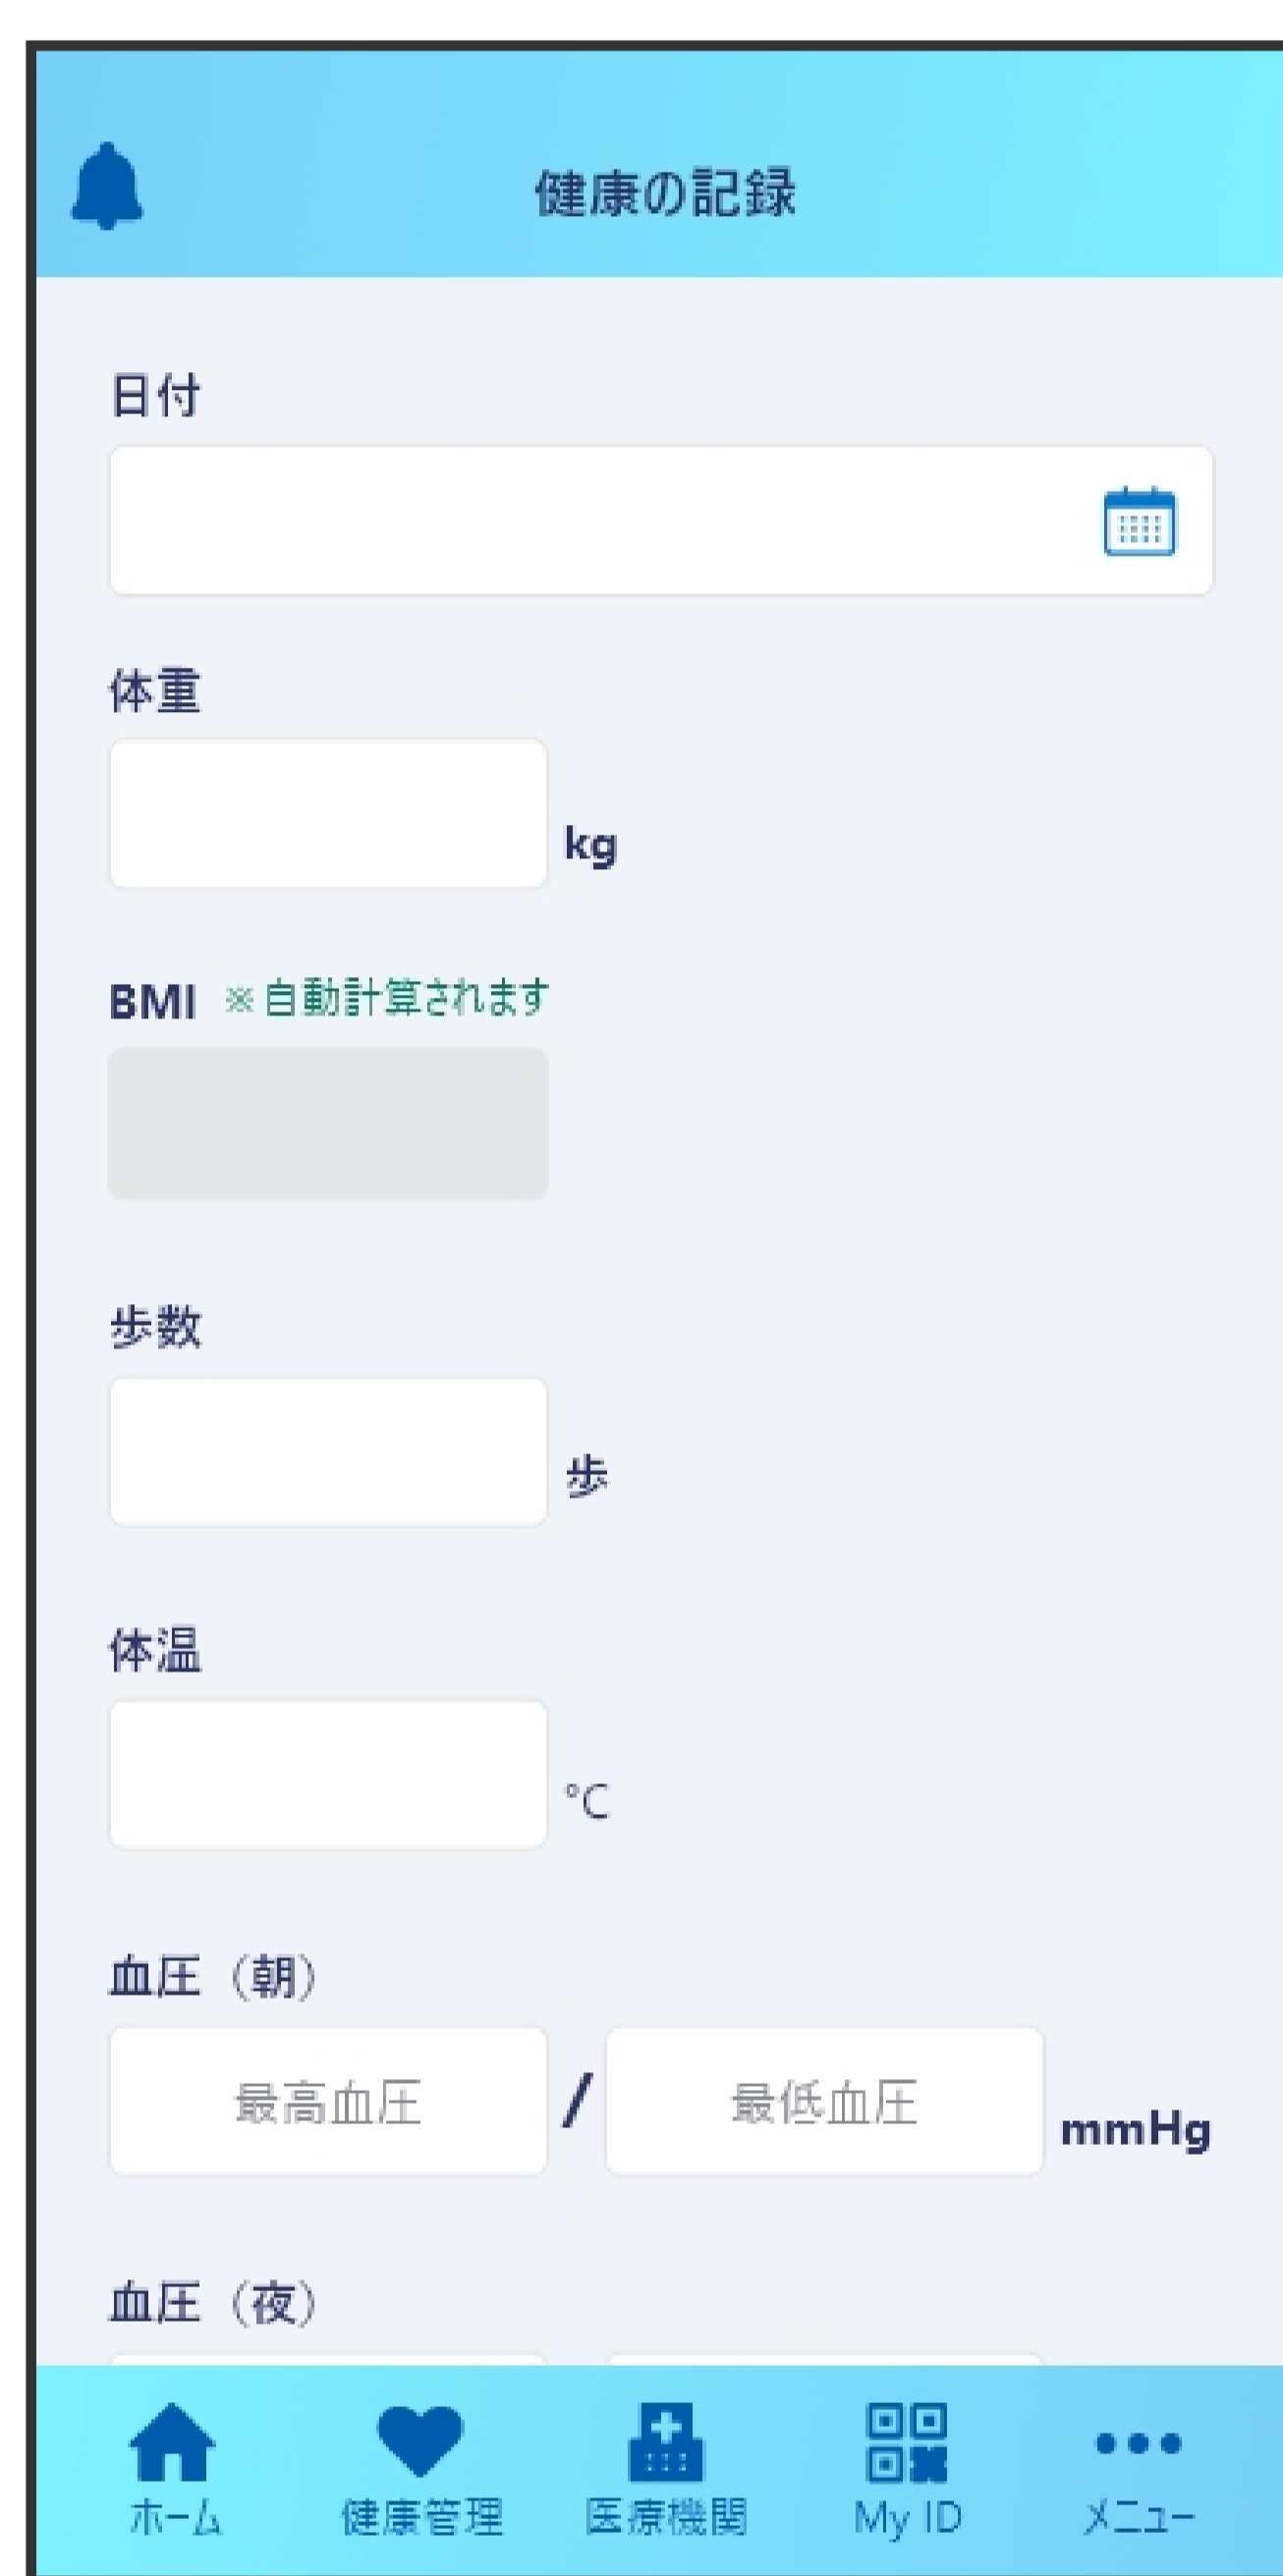 健康の記録
日付
体重
kg
BMI ※自動計算されます
歩数
歩
体温
℃
血圧（朝）
最高血圧 / 最低血圧 mmHg
血圧（夜）
ホーム 健康管理 医療機関 My ID メニュー